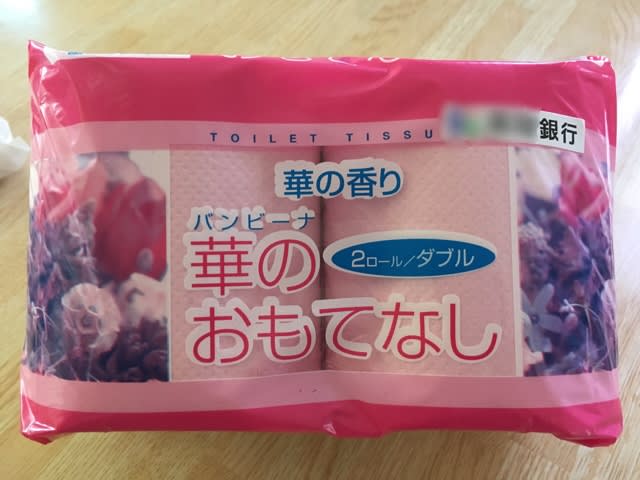 TOILET TISSU
銀行
華の香り
バンビーナ
華の
2ロール/ダブル
おもてなし